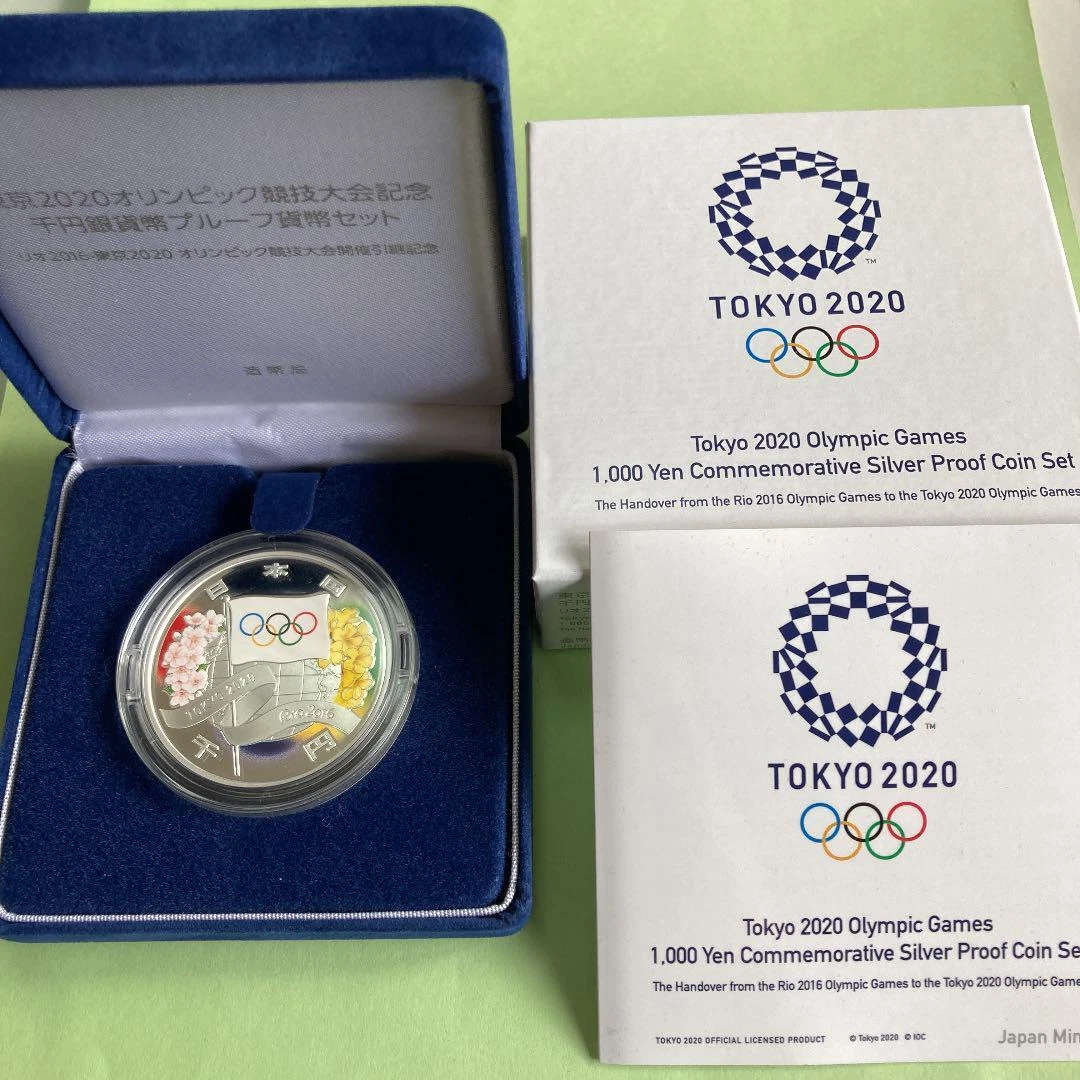 東京2020オリンピック競技大会記念
千円銀貨幣プルーフ貨幣セット
リオ2016-東京2020 オリンピック競技大会開催引継記念
造幣局
日本国
TOKYO 2020
Rio2016
千円
TM
TOKYO 2020
Tokyo 2020 Olympic Games
1,000 Yen Commemorative Silver Proof Coin Set
The Handover from the Rio 2016 Olympic Games to the Tokyo 2020 Olympic Games
TM
TOKYO 2020
Tokyo 2020 Olympic Games
1,000 Yen Commemorative Silver Proof Coin Se
The Handover from the Rio 2016 Olympic Games to the Tokyo 2020 Olympic Game
TOKYO 2020 OFFICIAL LICENSED PRODUCT © Tokyo 2020 © IOC
Japan Min